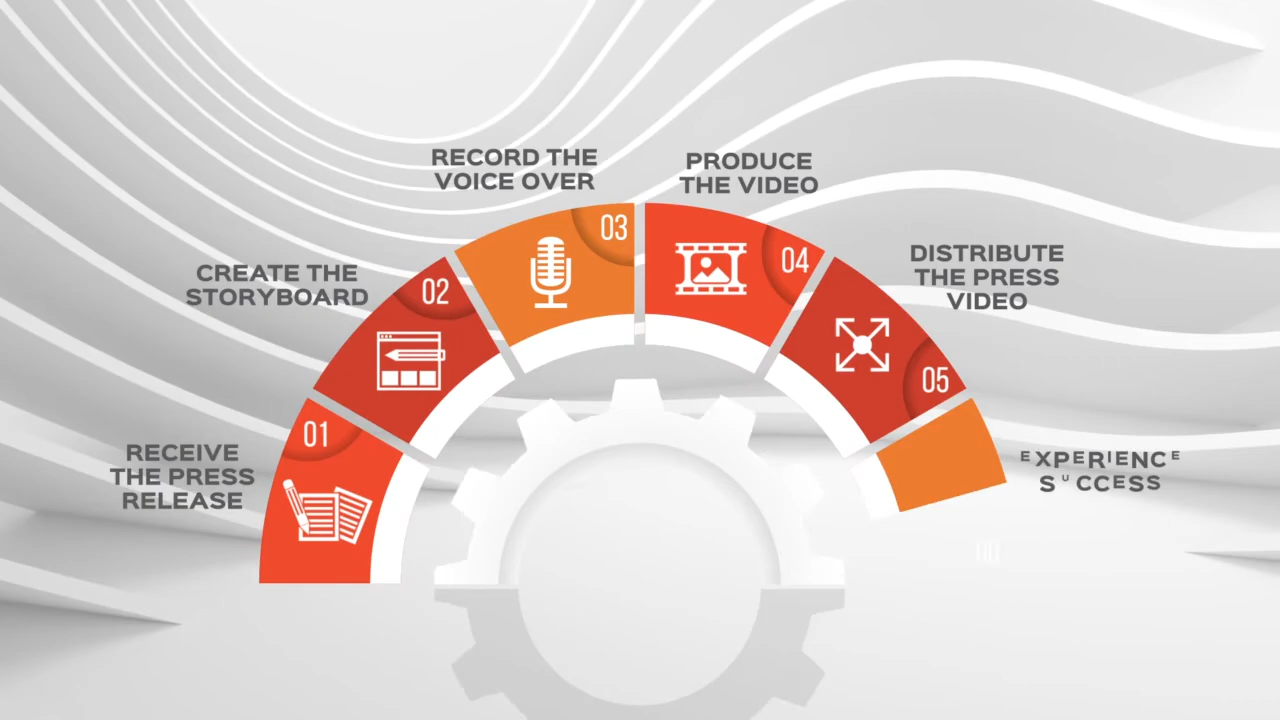 01
RECEIVE
THE PRESS
RELEASE
02
CREATE THE
STORYBOARD
03
RECORD THE
VOICE OVER
04
PRODUCE
THE VIDEO
05
DISTRIBUTE
THE PRESS
VIDEO
EXPERIENCE
SUCCESS